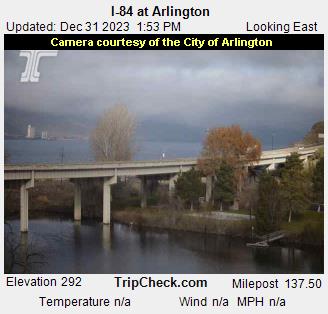 I-84 at Arlington
Updated: Dec 31 2023 1:53 PM Looking East
Camera courtesy of the City of Arlington
Elevation 292 TripCheck.com Milepost 137.50
Temperature n/a Wind n/a MPH n/a